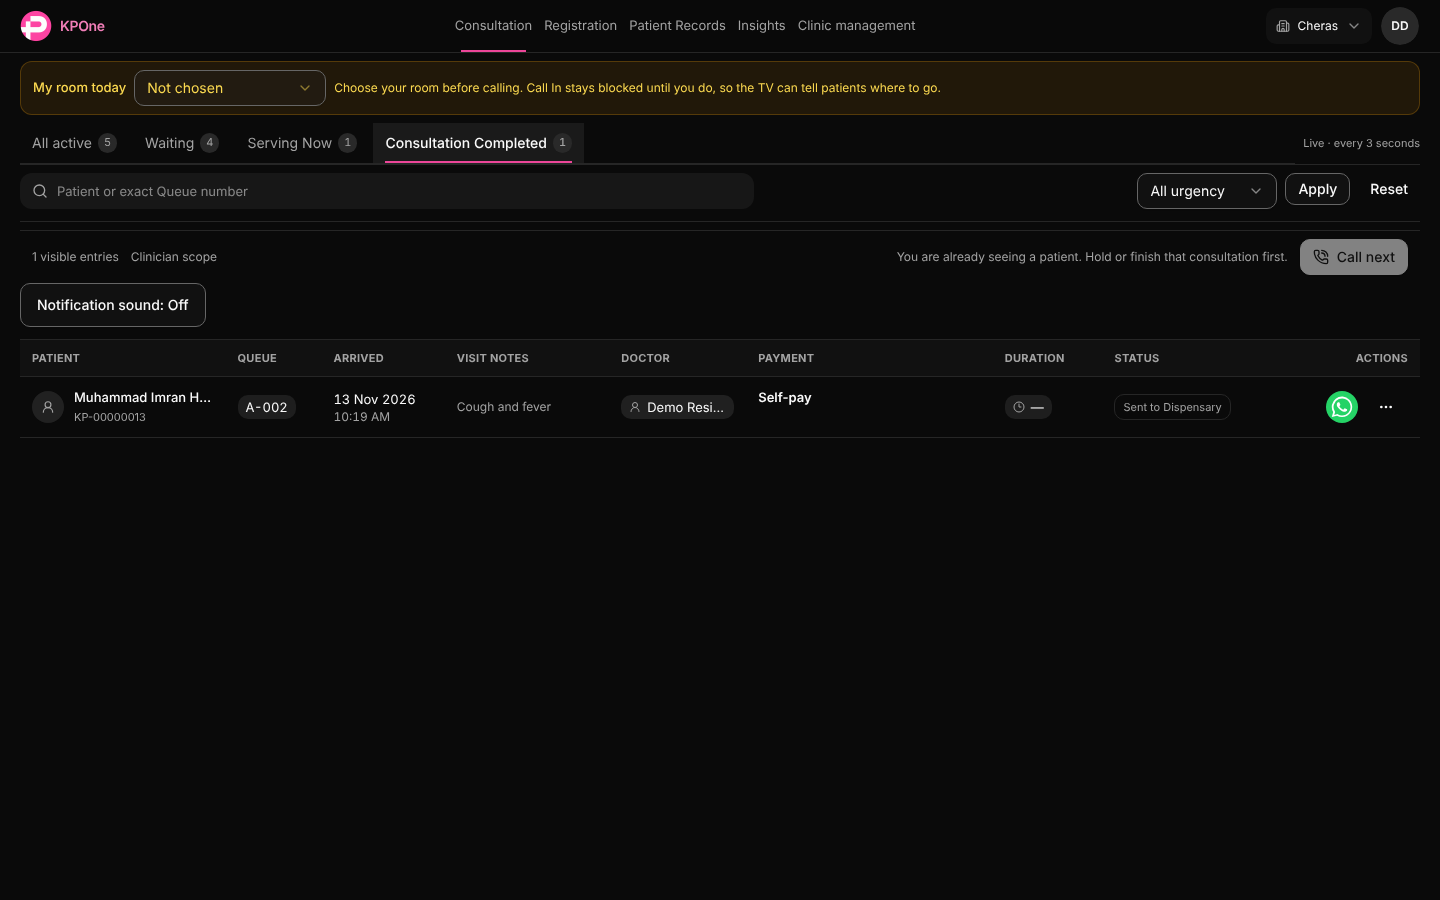 KPOne
Consultation Registration Patient Records Insights Clinic management
Cheras
DD
My room today
Not chosen
Choose your room before calling. Call In stays blocked until you do, so the TV can tell patients where to go.
All active 5 Waiting 4 Serving Now 1 Consultation Completed 1
Live · every 3 seconds
Patient or exact Queue number
All urgency
Apply
Reset
1 visible entries Clinician scope
You are already seeing a patient. Hold or finish that consultation first.
Call next
Notification sound: Off
PATIENT QUEUE ARRIVED VISIT NOTES DOCTOR PAYMENT DURATION STATUS ACTIONS
Muhammad Imran H...
KP-00000013
A-002
13 Nov 2026
10:19 AM
Cough and fever
Demo Resi...
Self-pay
—
Sent to Dispensary